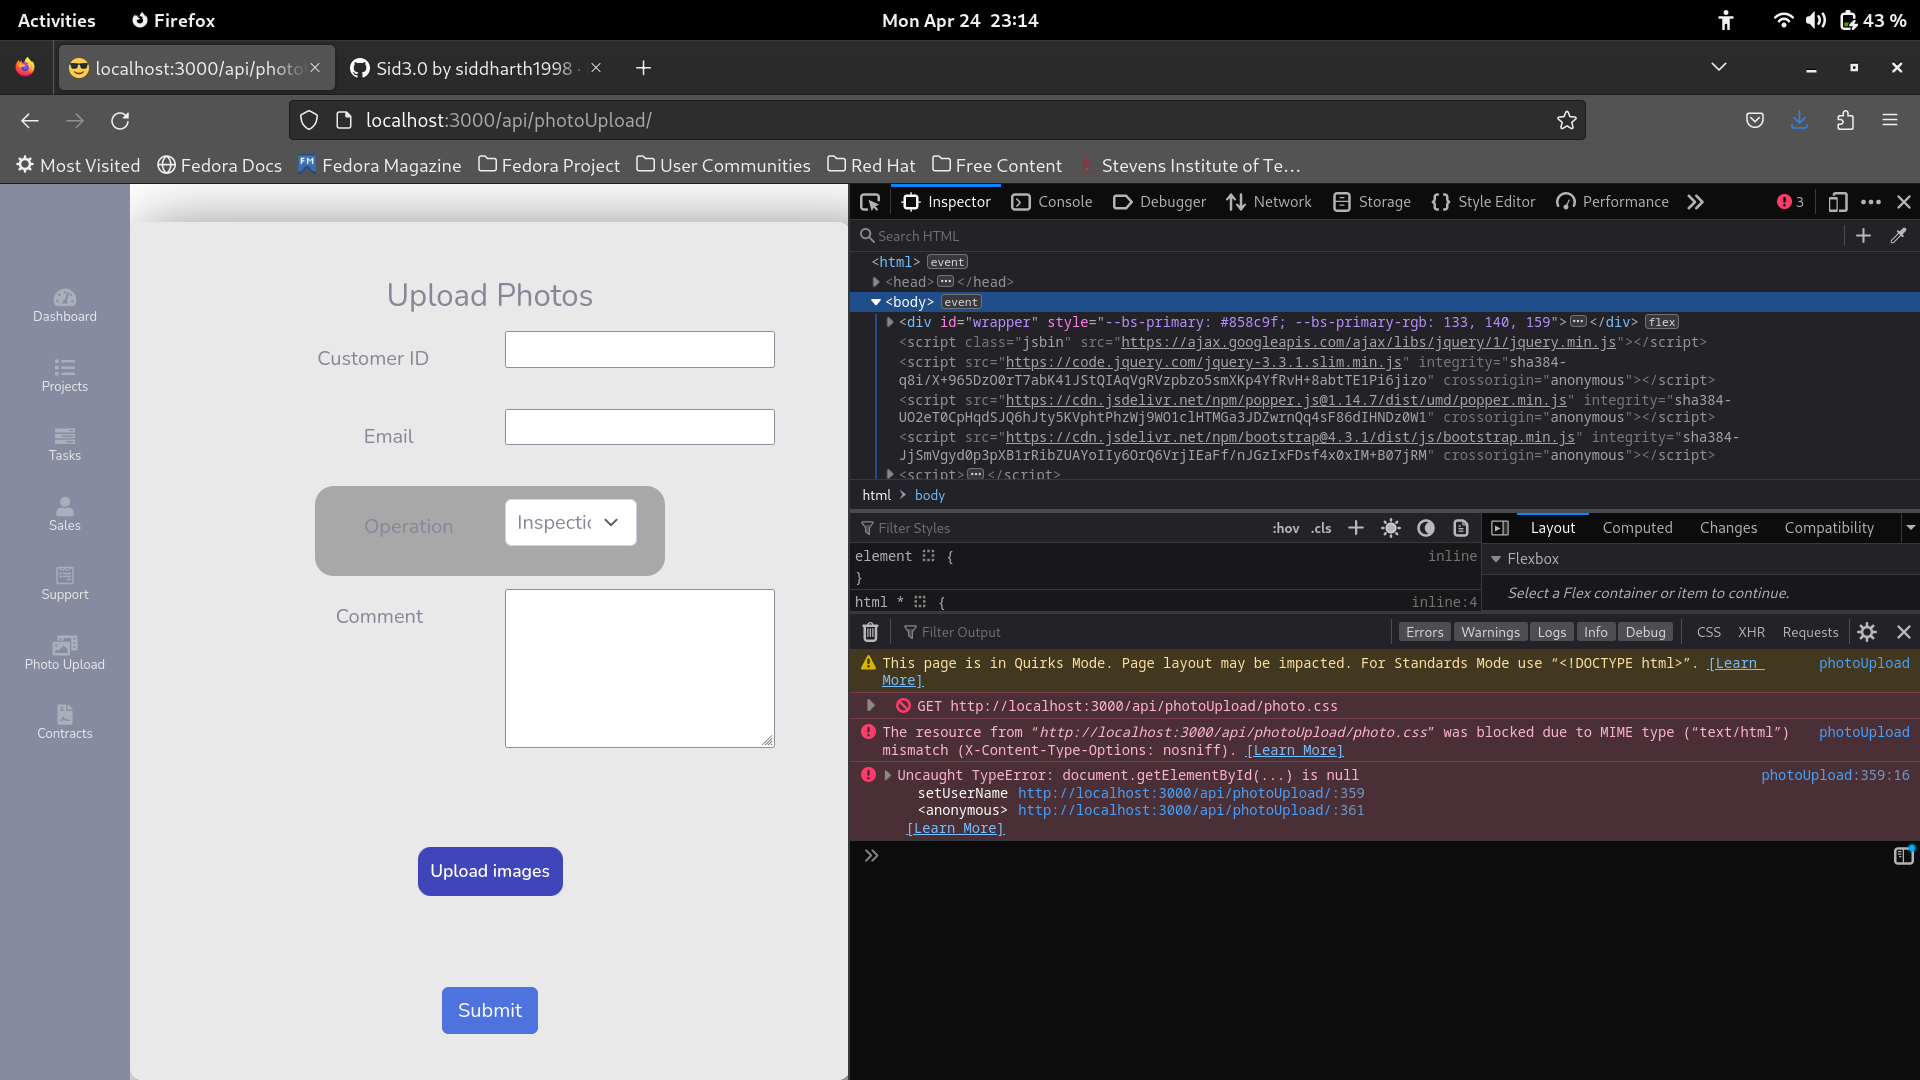 Activities
Firefox
Mon Apr 24 23:14
43 %
localhost:3000/api/photo
Sid3.0 by siddharth1998 ·
localhost:3000/api/photoUpload/
Most Visited
Fedora Docs
Fedora Magazine
Fedora Project
User Communities
Red Hat
Free Content
Stevens Institute of Te…
Dashboard
Projects
Tasks
Sales
Support
Photo Upload
Contracts
Upload Photos
Customer ID
Email
Operation
Inspectic
Comment
Upload images
Submit
Inspector
Console
Debugger
Network
Storage
Style Editor
Performance
3
Search HTML
<html> event
<head> </head>
<body> event
<div id="wrapper" style="--bs-primary: #858c9f; --bs-primary-rgb: 133, 140, 159"> </div> flex
<script class="jsbin" src="https://ajax.googleapis.com/ajax/libs/jquery/1/jquery.min.js"></script>
<script src="https://code.jquery.com/jquery-3.3.1.slim.min.js" integrity="sha384-
q8i/X+965DzO0rT7abK41JStQIAqVgRVzpbzo5smXKp4YfRvH+8abtTE1Pi6jizo" crossorigin="anonymous"></script>
<script src="https://cdn.jsdelivr.net/npm/popper.js@1.14.7/dist/umd/popper.min.js" integrity="sha384-
UO2eT0CpHqdSJQ6hJty5KVphtPhzWj9WO1clHTMGa3JDZwrnQq4sF86dIHNDz0W1" crossorigin="anonymous"></script>
<script src="https://cdn.jsdelivr.net/npm/bootstrap@4.3.1/dist/js/bootstrap.min.js" integrity="sha384-
JjSmVgyd0p3pXB1rRibZUAYoIIy6OrQ6VrjIEaFf/nJGzIxFDsf4x0xIM+B07jRM" crossorigin="anonymous"></script>
<script> </script>
html
body
Filter Styles
:hov .cls
element { inline
}
html * { inline:4
Layout
Computed
Changes
Compatibility
Flexbox
Select a Flex container or item to continue.
Filter Output
Errors
Warnings
Logs
Info
Debug
CSS
XHR
Requests
This page is in Quirks Mode. Page layout may be impacted. For Standards Mode use “<!DOCTYPE html>”. [Learn photoUpload
More]
GET http://localhost:3000/api/photoUpload/photo.css
The resource from “http://localhost:3000/api/photoUpload/photo.css” was blocked due to MIME type (“text/html”) photoUpload
mismatch (X-Content-Type-Options: nosniff). [Learn More]
Uncaught TypeError: document.getElementById(...) is null photoUpload:359:16
setUserName http://localhost:3000/api/photoUpload/:359
<anonymous> http://localhost:3000/api/photoUpload/:361
[Learn More]